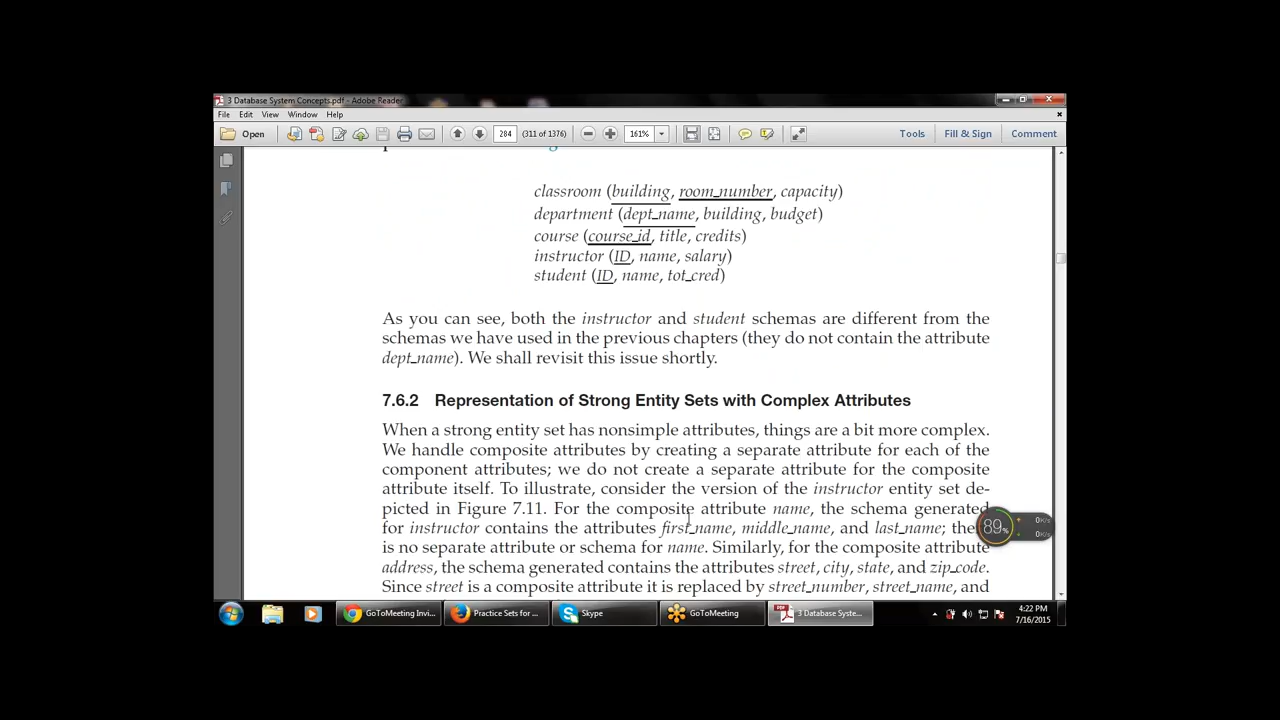 3 Database System Concepts.pdf - Adobe Reader
File Edit View Window Help
Open 284 (311 of 1376) 161% Tools Fill & Sign Comment
classroom (building, room_number, capacity)
department (dept_name, building, budget)
course (course_id, title, credits)
instructor (ID, name, salary)
student (ID, name, tot_cred)
As you can see, both the instructor and student schemas are different from the
schemas we have used in the previous chapters (they do not contain the attribute
dept_name). We shall revisit this issue shortly.
7.6.2 Representation of Strong Entity Sets with Complex Attributes
When a strong entity set has nonsimple attributes, things are a bit more complex.
We handle composite attributes by creating a separate attribute for each of the
component attributes; we do not create a separate attribute for the composite
attribute itself. To illustrate, consider the version of the instructor entity set de-
picted in Figure 7.11. For the composite attribute name, the schema generated
for instructor contains the attributes first_name, middle_name, and last_name; the
is no separate attribute or schema for name. Similarly, for the composite attribute
address, the schema generated contains the attributes street, city, state, and zip_code.
Since street is a composite attribute it is replaced by street_number, street_name, and
89%
0K/s
0K/s
GoToMeeting Invi... Practice Sets for ... Skype GoToMeeting 3 Database Syste...
4:22 PM
7/16/2015